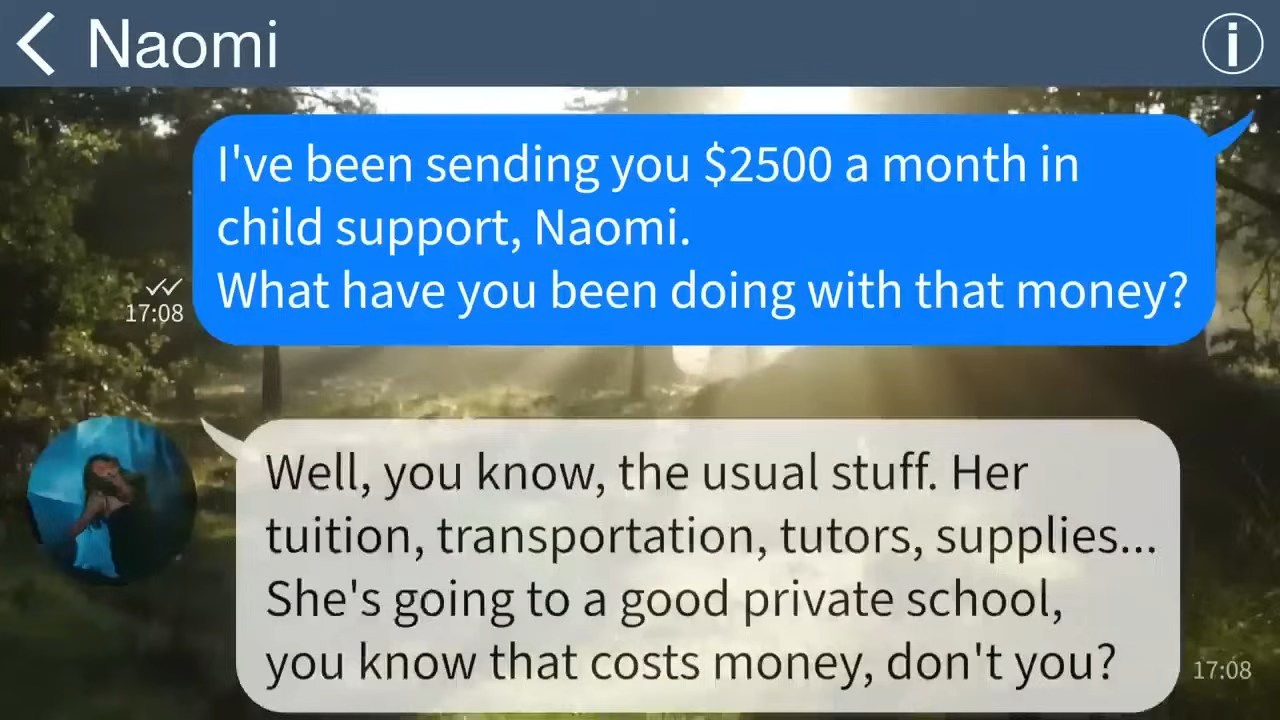 Naomi
I've been sending you $2500 a month in
child support, Naomi.
What have you been doing with that money?
17:08
Well, you know, the usual stuff. Her
tuition, transportation, tutors, supplies...
She's going to a good private school,
you know that costs money, don't you?
17:08